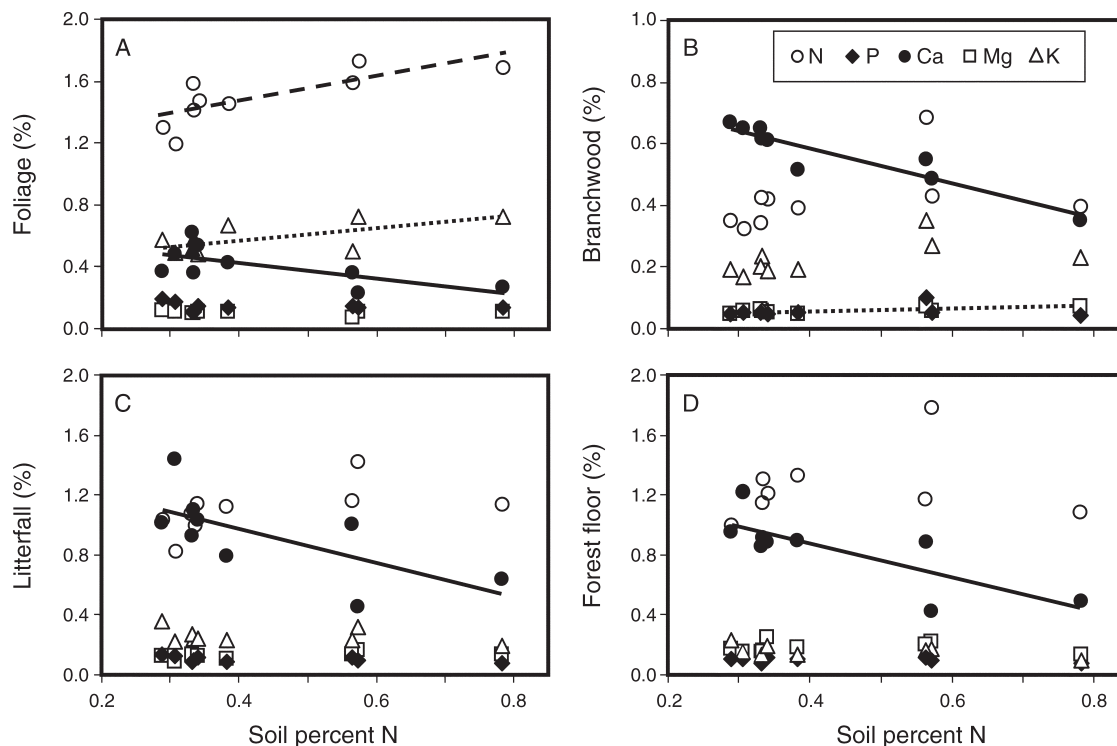 A
2.0
1.6
1.2
0.8
0.4
0.0
Foliage (%)
B
N P Ca Mg K
1.0
0.8
0.6
0.4
0.2
0.0
Branchwood (%)
C
2.0
1.6
1.2
0.8
0.4
0.0
Litterfall (%)
0.2 0.4 0.6 0.8
Soil percent N
D
2.0
1.6
1.2
0.8
0.4
0.0
Forest floor (%)
0.2 0.4 0.6 0.8
Soil percent N